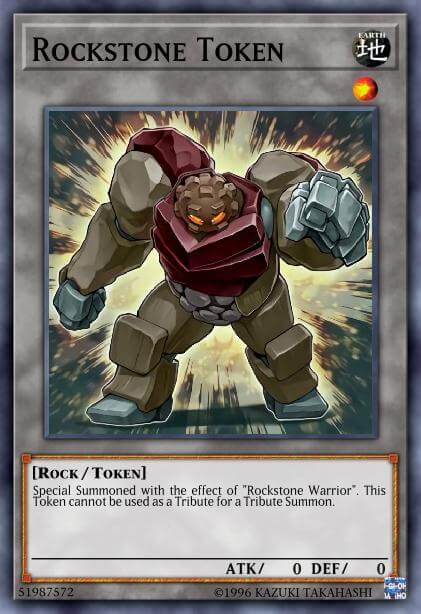 Rockstone Token
EARTH
地
[Rock / Token]
Special Summoned with the effect of "Rockstone Warrior". This
Token cannot be used as a Tribute for a Tribute Summon.
ATK/ 0 DEF/ 0
51987572 ©1996 KAZUKI TAKAHASHI